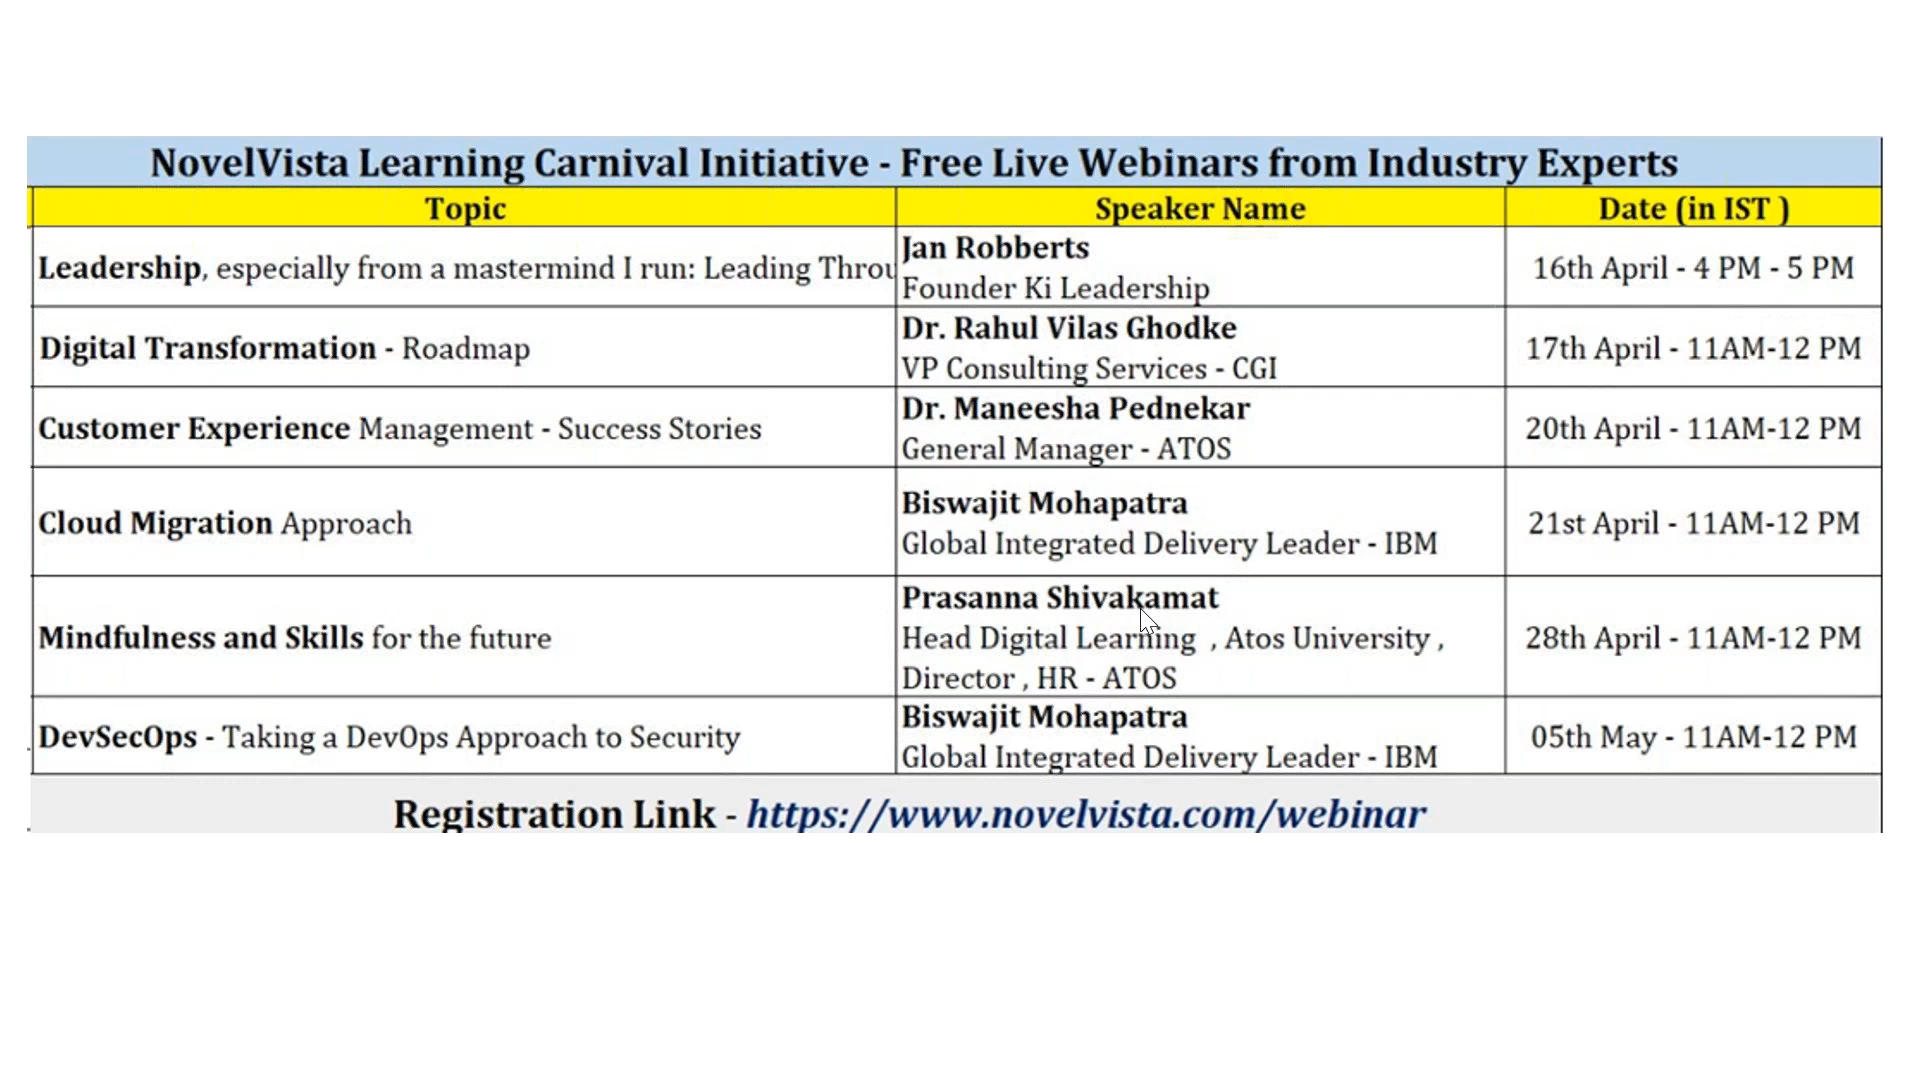 NovelVista Learning Carnival Initiative - Free Live Webinars from Industry Experts
Topic
Speaker Name
Date (in IST )
Leadership, especially from a mastermind I run: Leading
Jan Robberts
Founder Ki Leadership
16th April - 4 PM - 5 PM
Digital Transformation - Roadmap
Dr. Rahul Vilas Ghodke
VP Consulting Services - CGI
17th April - 11AM-12 PM
Customer Experience Management - Success Stories
Dr. Maneesha Pednekar
General Manager - ATOS
20th April - 11AM-12 PM
Cloud Migration Approach
Biswajit Mohapatra
Global Integrated Delivery Leader - IBM
21st April - 11AM-12 PM
Mindfulness and Skills for the future
Prasanna Shivakamat
Head Digital Learning , Atos University ,
Director , HR - ATOS
28th April - 11AM-12 PM
DevSecOps - Taking a DevOps Approach to Security
Biswajit Mohapatra
Global Integrated Delivery Leader - IBM
05th May - 11AM-12 PM
Registration Link - https://www.novelvista.com/webinar